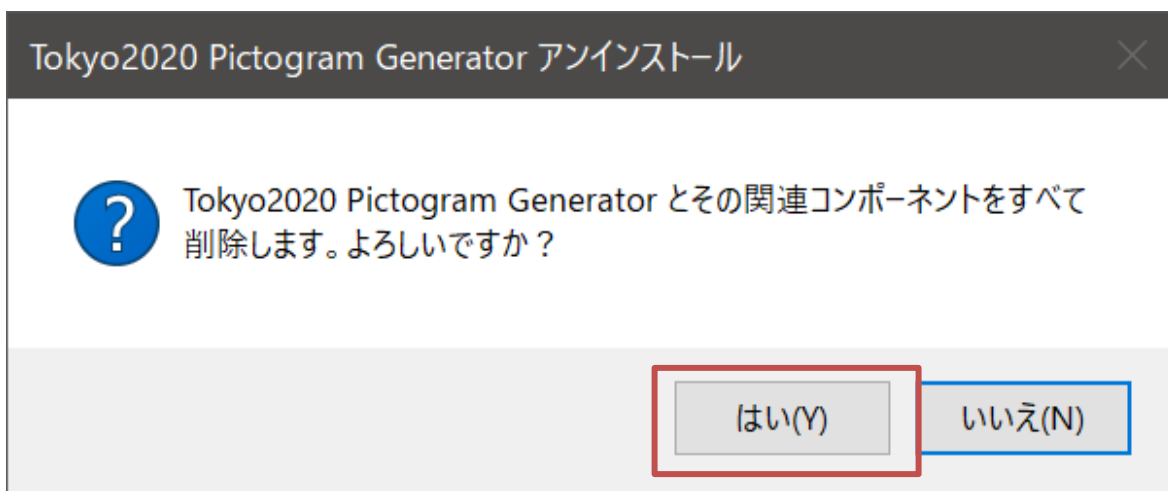 Tokyo2020 Pictogram Generator アンインストール
Tokyo2020 Pictogram Generator とその関連コンポーネントをすべて
削除します。よろしいですか？
はい(Y)
いいえ(N)